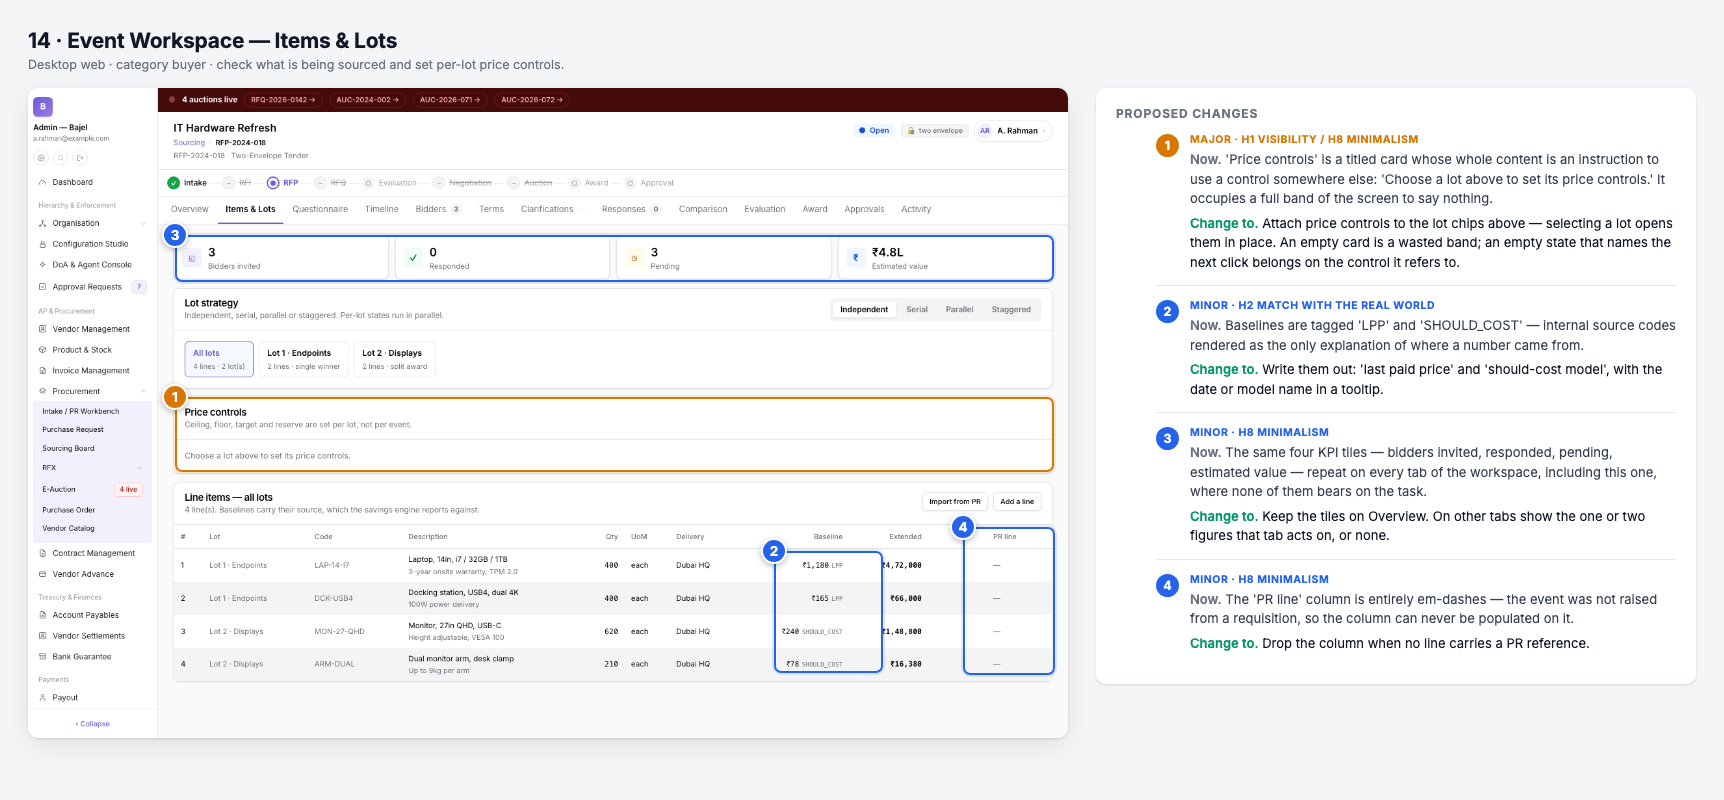 14 · Event Workspace — Items & Lots
Desktop web · category buyer · check what is being sourced and set per-lot price controls.
B
Admin — Bajel
a.rahman@example.com
Dashboard
Hierarchy & Enforcement
Organisation
Configuration Studio
DoA & Agent Console
Approval Requests 7
AP & Procurement
Vendor Management
Product & Stock
Invoice Management
Procurement
Intake / PR Workbench
Purchase Request
Sourcing Board
RFX
E-Auction 4 live
Purchase Order
Vendor Catalog
Contract Management
Vendor Advance
Treasury & Finances
Account Payables
Vendor Settlements
Bank Guarantee
Payments
Payout
‹ Collapse
4 auctions live RFQ-2026-0142 → AUC-2024-002 → AUC-2026-071 → AUC-2026-072 →
IT Hardware Refresh
Sourcing · RFP-2024-018
RFP-2024-018 · Two-Envelope Tender
Open two envelope AR A. Rahman
Intake RFI RFP RFQ Evaluation Negotiation Auction Award Approval
Overview Items & Lots Questionnaire Timeline Bidders 3 Terms Clarifications Responses 0 Comparison Evaluation Award Approvals Activity
3
3
Bidders invited
0
Responded
3
Pending
₹
₹4.8L
Estimated value
Lot strategy
Independent, serial, parallel or staggered. Per-lot states run in parallel.
Independent Serial Parallel Staggered
All lots
4 lines · 2 lot(s)
Lot 1 · Endpoints
2 lines · single winner
Lot 2 · Displays
2 lines · split award
1
Price controls
Ceiling, floor, target and reserve are set per lot, not per event.
Choose a lot above to set its price controls.
Line items — all lots
4 line(s). Baselines carry their source, which the savings engine reports against.
Import from PR Add a line
4
2
# Lot Code Description Qty UoM Delivery Baseline Extended PR line
1 Lot 1 · Endpoints LAP-14-I7 Laptop, 14in, i7 / 32GB / 1TB 400 each Dubai HQ ₹1,180 LPP ₹4,72,000 —
3-year onsite warranty, TPM 2.0
2 Lot 1 · Endpoints DCK-USB4 Docking station, USB4, dual 4K 400 each Dubai HQ ₹165 LPP ₹66,000 —
100W power delivery
3 Lot 2 · Displays MON-27-QHD Monitor, 27in QHD, USB-C 620 each Dubai HQ ₹240 SHOULD_COST ₹1,48,800 —
Height adjustable, VESA 100
4 Lot 2 · Displays ARM-DUAL Dual monitor arm, desk clamp 210 each Dubai HQ ₹78 SHOULD_COST ₹16,380 —
Up to 9kg per arm
PROPOSED CHANGES
1
MAJOR · H1 VISIBILITY / H8 MINIMALISM
Now. 'Price controls' is a titled card whose whole content is an instruction to
use a control somewhere else: 'Choose a lot above to set its price controls.' It
occupies a full band of the screen to say nothing.
Change to. Attach price controls to the lot chips above — selecting a lot opens
them in place. An empty card is a wasted band; an empty state that names the
next click belongs on the control it refers to.
2
MINOR · H2 MATCH WITH THE REAL WORLD
Now. Baselines are tagged 'LPP' and 'SHOULD_COST' — internal source codes
rendered as the only explanation of where a number came from.
Change to. Write them out: 'last paid price' and 'should-cost model', with the
date or model name in a tooltip.
3
MINOR · H8 MINIMALISM
Now. The same four KPI tiles — bidders invited, responded, pending,
estimated value — repeat on every tab of the workspace, including this one,
where none of them bears on the task.
Change to. Keep the tiles on Overview. On other tabs show the one or two
figures that tab acts on, or none.
4
MINOR · H8 MINIMALISM
Now. The 'PR line' column is entirely em-dashes — the event was not raised
from a requisition, so the column can never be populated on it.
Change to. Drop the column when no line carries a PR reference.